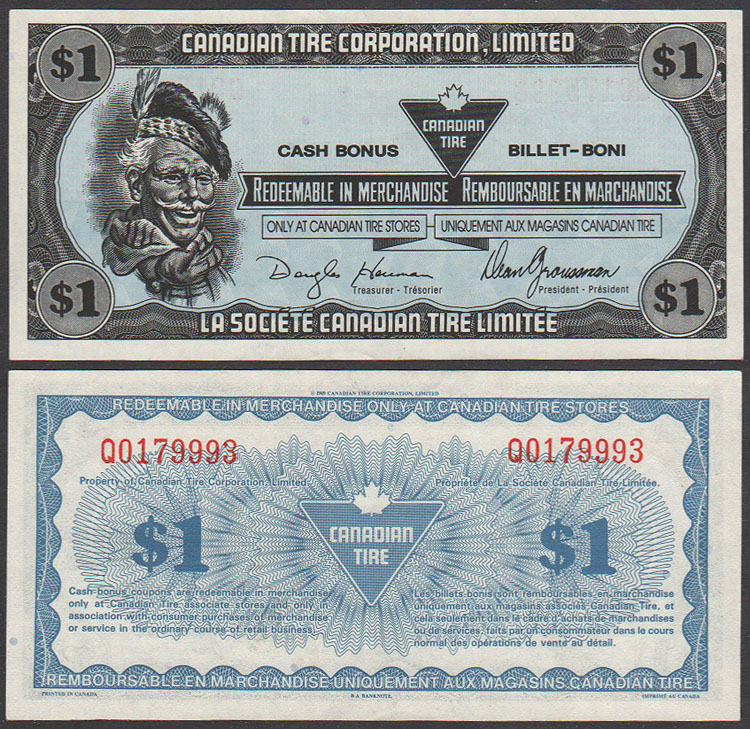 CANADIAN TIRE CORPORATION, LIMITED
$1 $1
CANADIAN
TIRE
CASH BONUS BILLET-BONI
REDEEMABLE IN MERCHANDISE REMBOURSABLE EN MARCHANDISE
ONLY AT CANADIAN TIRE STORES UNIQUEMENT AUX MAGASINS CANADIAN TIRE
Treasurer - Trésorier President - Président
$1 $1
LA SOCIÉTÉ CANADIAN TIRE LIMITÉE
CANADIAN TIRE CORPORATION, LIMITED
REDEEMABLE IN MERCHANDISE ONLY AT CANADIAN TIRE STORES
Q0179993 Q0179993
Property of Canadian Tire Corporation, Limited. Propriété de La Société Canadian Tire Limitée.
$1 CANADIAN $1
TIRE
Cash bonus coupons are redeemable in merchandise
only at Canadian Tire associate stores and only in
association with consumer purchases of merchandise
or service in the ordinary course of retail business.
Les billets bonis sont remboursables en marchandises
uniquement aux magasins associés Canadian Tire, et
cela seulement dans le cadre d'achats de marchandises
ou de services, faits par un consommateur dans le cours
normal des opérations de vente au détail.
REMBOURSABLE EN MARCHANDISE UNIQUEMENT AUX MAGASINS CANADIAN TIRE
PRINTED IN CANADA BA BANKNOTE IMPRIMÉ AU CANADA